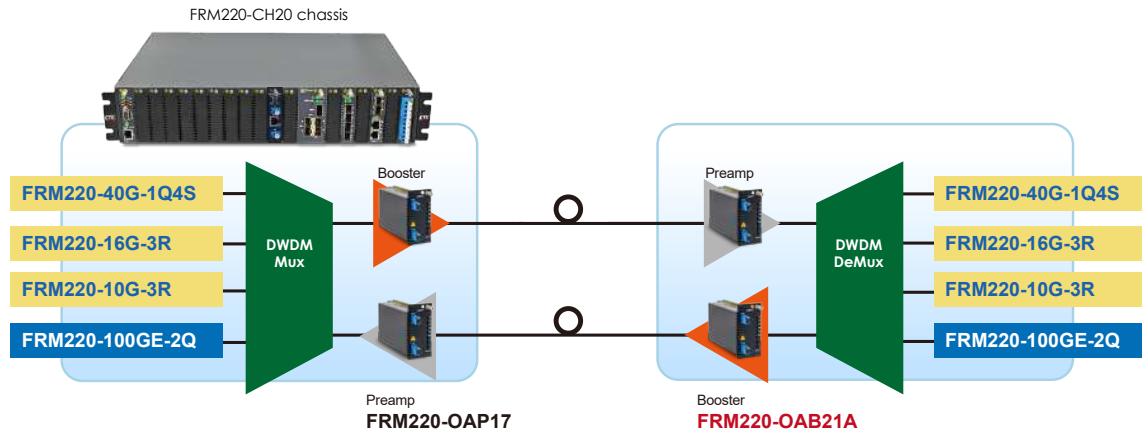 FRM220-CH20 chassis
Booster
Preamp
FRM220-40G-1Q4S
FRM220-16G-3R
FRM220-10G-3R
FRM220-100GE-2Q
DWDM
Mux
DWDM
DeMux
FRM220-40G-1Q4S
FRM220-16G-3R
FRM220-10G-3R
FRM220-100GE-2Q
Preamp
FRM220-OAP17
Booster
FRM220-OAB21A